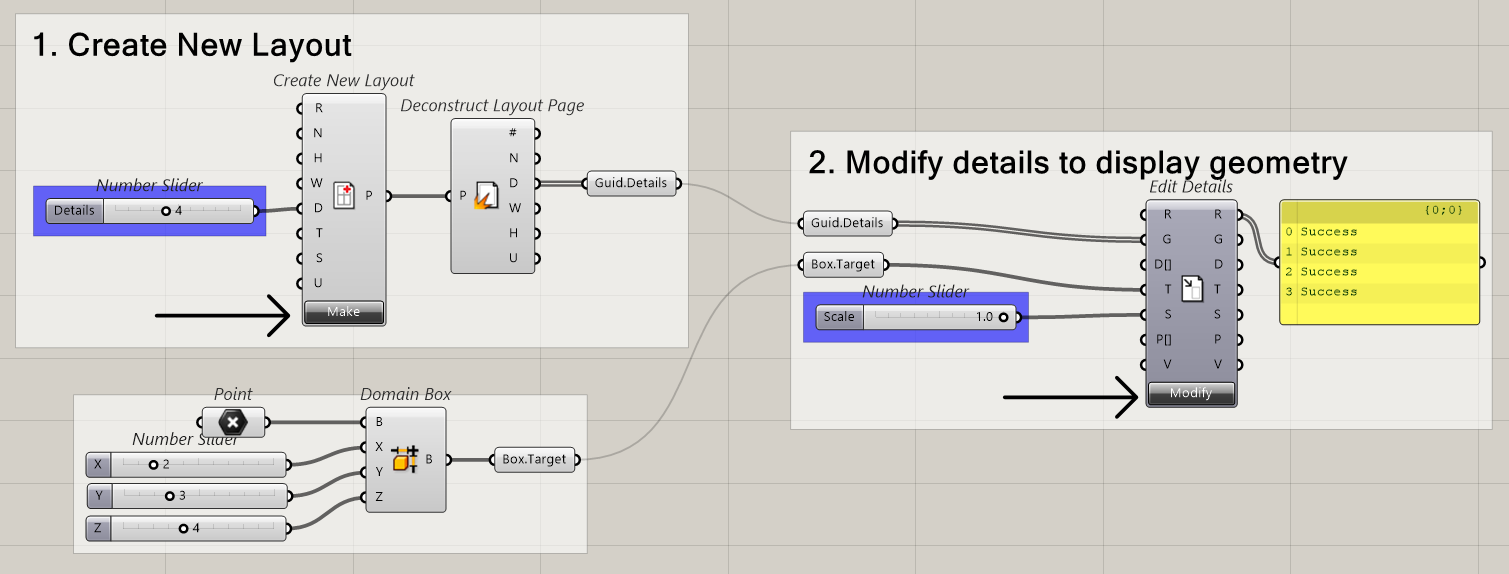 1. Create New Layout
Create New Layout
Deconstruct Layout Page
R
N
H
W
D
T
S
U
P
Make
Number Slider
Details
4
P
#
N
D
W
H
U
Guid.Details
Point
Number Slider
X
2
Y
3
Z
4
Domain Box
B
X
Y
Z
B
Box.Target
2. Modify details to display geometry
Edit Details
Guid.Details
Box.Target
Number Slider
Scale
1.0
R
G
D[]
T
S
P[]
V
R
G
D
T
S
P
V
Modify
{0;0}
0 Success
1 Success
2 Success
3 Success